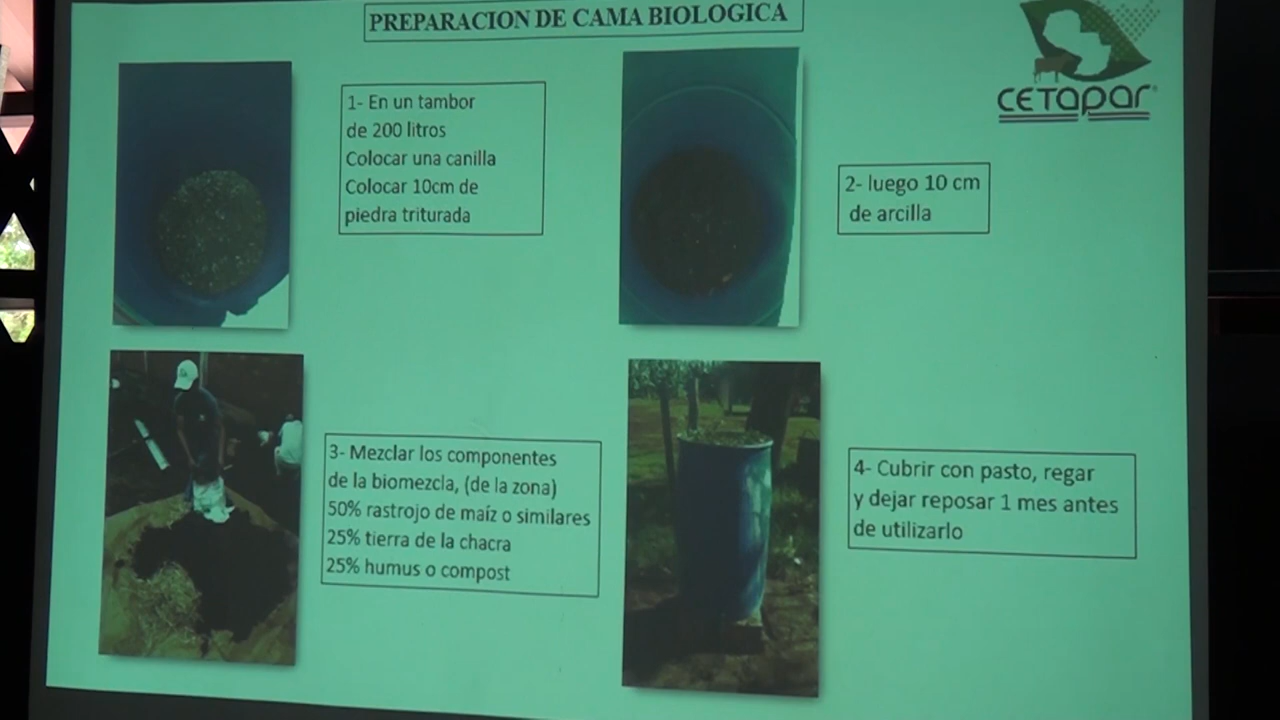 PREPARACION DE CAMA BIOLOGICA
CETAPAR
1- En un tambor
de 200 litros
Colocar una canilla
Colocar 10cm de
piedra triturada
2- luego 10 cm
de arcilla
3- Mezclar los componentes
de la biomezcla, (de la zona)
50% rastrojo de maíz o similares
25% tierra de la chacra
25% humus o compost
4- Cubrir con pasto, regar
y dejar reposar 1 mes antes
de utilizarlo